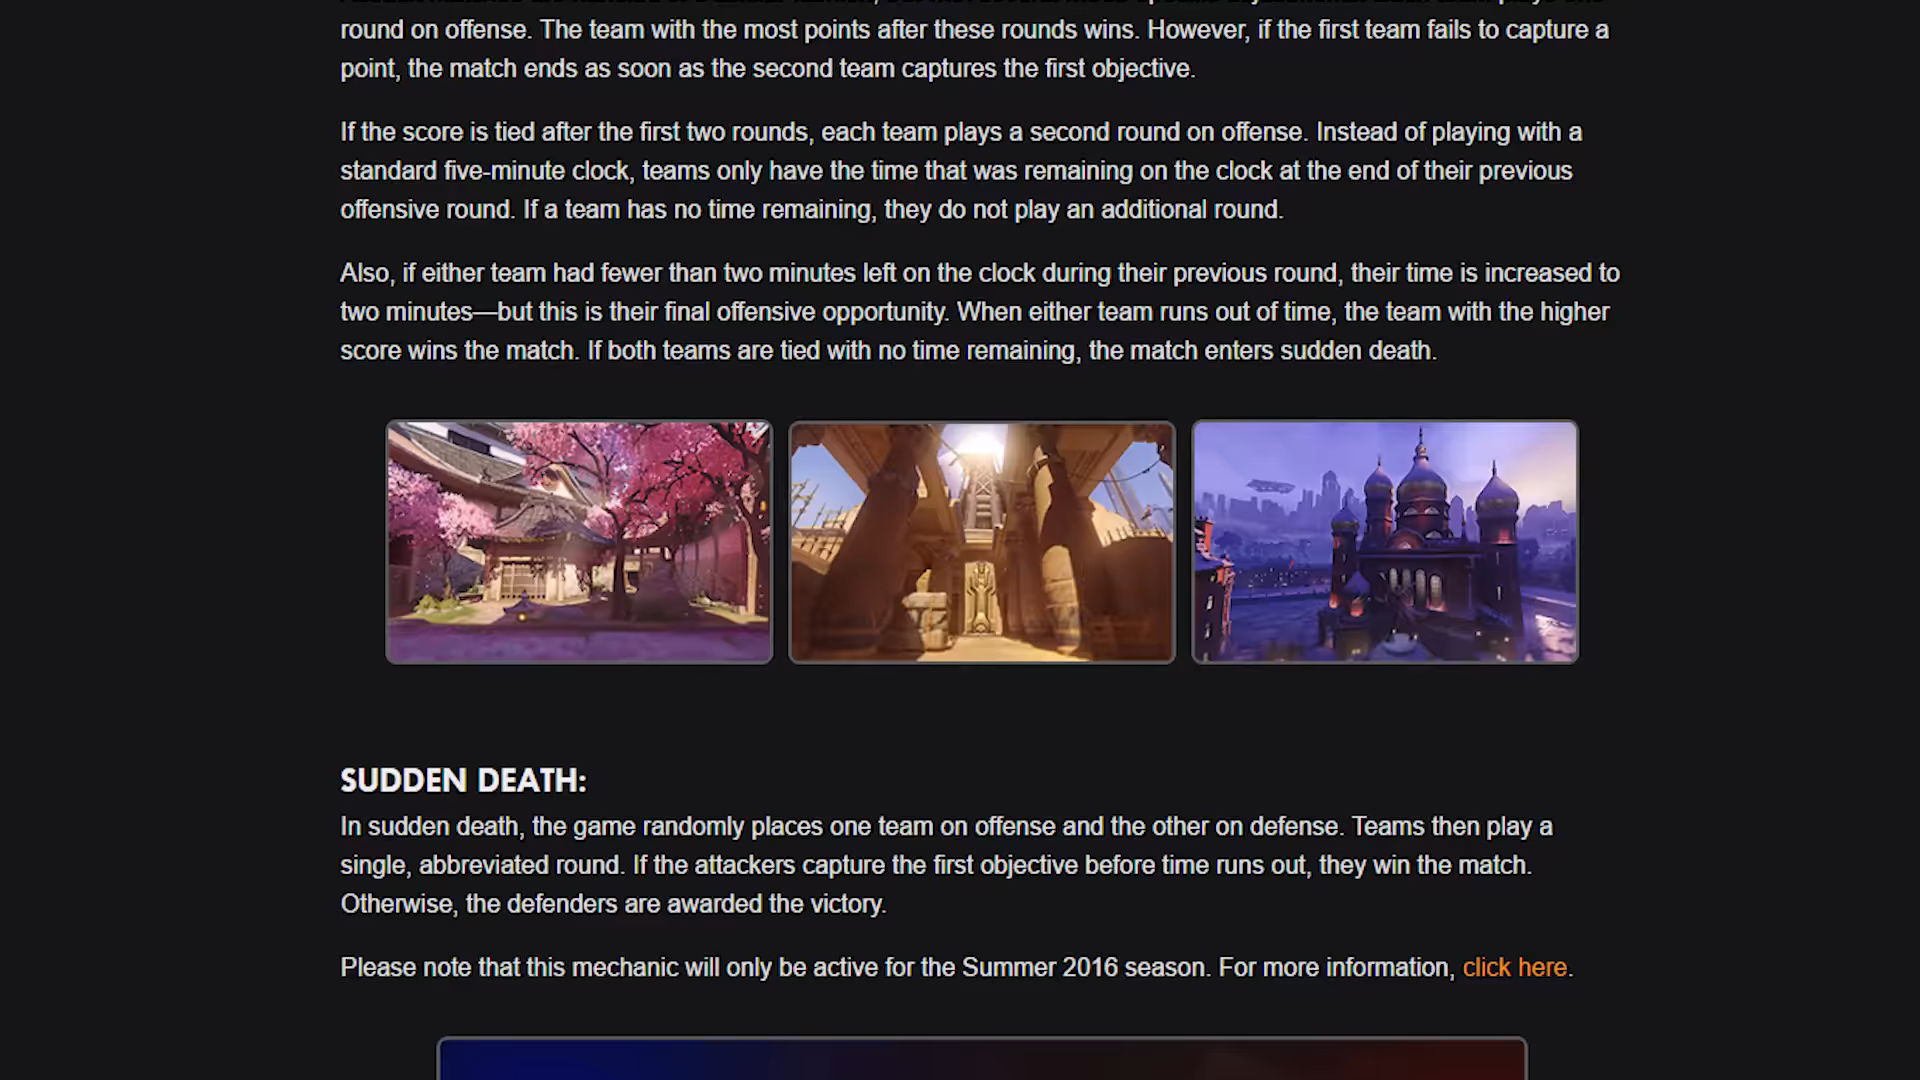 round on offense. The team with the most points after these rounds wins. However, if the first team fails to capture a
point, the match ends as soon as the second team captures the first objective.
If the score is tied after the first two rounds, each team plays a second round on offense. Instead of playing with a
standard five-minute clock, teams only have the time that was remaining on the clock at the end of their previous
offensive round. If a team has no time remaining, they do not play an additional round.
Also, if either team had fewer than two minutes left on the clock during their previous round, their time is increased to
two minutes—but this is their final offensive opportunity. When either team runs out of time, the team with the higher
score wins the match. If both teams are tied with no time remaining, the match enters sudden death.
SUDDEN DEATH:
In sudden death, the game randomly places one team on offense and the other on defense. Teams then play a
single, abbreviated round. If the attackers capture the first objective before time runs out, they win the match.
Otherwise, the defenders are awarded the victory.
Please note that this mechanic will only be active for the Summer 2016 season. For more information, click here.